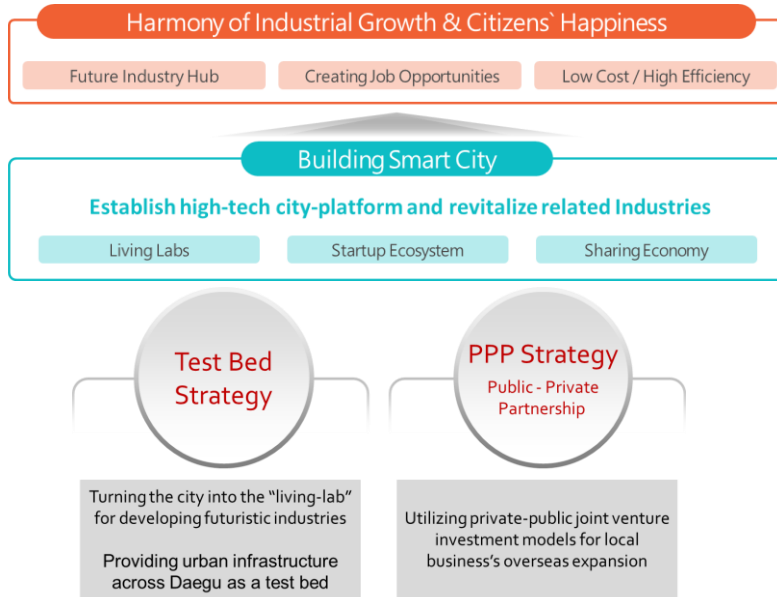 Harmony of Industrial Growth & Citizens` Happiness
Future Industry Hub
Creating Job Opportunities
Low Cost / High Efficiency
Building Smart City
Establish high-tech city-platform and revitalize related Industries
Living Labs
Startup Ecosystem
Sharing Economy
Test Bed
Strategy
Turning the city into the “living-lab”
for developing futuristic industries
Providing urban infrastructure
across Daegu as a test bed
PPP Strategy
Public - Private
Partnership
Utilizing private-public joint venture
investment models for local
business’s overseas expansion